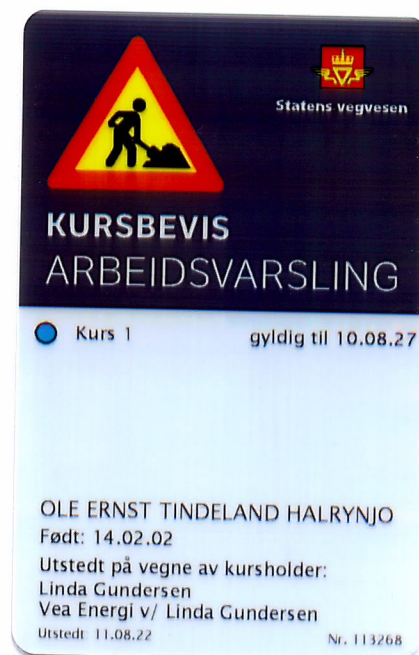 Statens vegvesen
KURSBEVIS
ARBEIDSVARSLING
Kurs 1 gyldig til 10.08.27
OLE ERNST TINDELAND HALRYNJO
Født: 14.02.02
Utstedt på vegne av kursholder:
Linda Gundersen
Vea Energi v/ Linda Gundersen
Utstedt: 11.08.22 Nr. 113268